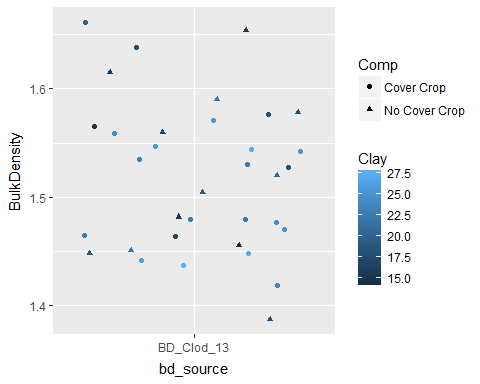 BulkDensity
1.6
1.5
1.4
BD_Clod_13
bd_source
Comp
Cover Crop
No Cover Crop
Clay
27.5
25.0
22.5
20.0
17.5
15.0